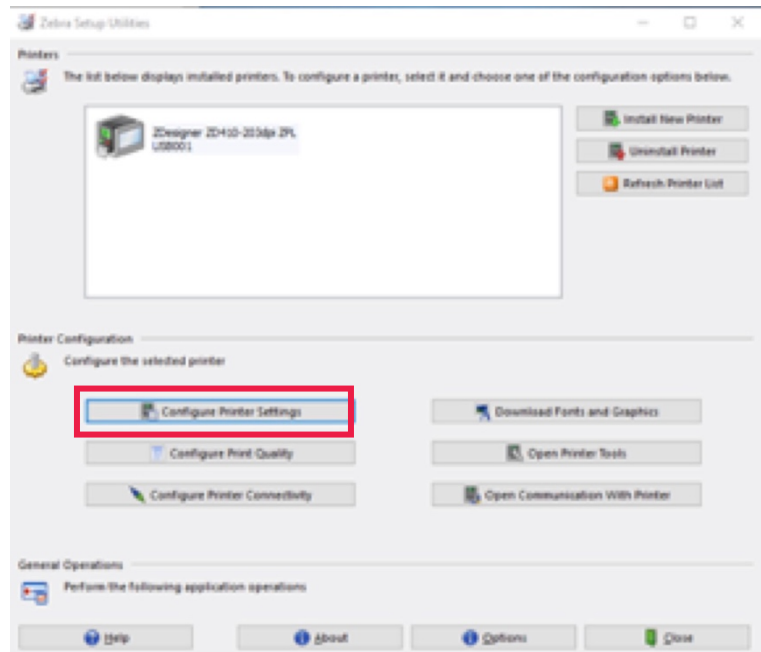 Zebra Setup Utilities
Printers
The list below displays installed printers. To configure a printer, select it and choose one of the configuration options below.
ZDesigner ZD410-203dpi ZPL
USB001
Install New Printer
Uninstall Printer
Refresh Printer List
Printer Configuration
Configure the selected printer
Configure Printer Settings
Download Fonts and Graphics
Configure Print Quality
Open Printer Tools
Configure Printer Connectivity
Open Communication With Printer
General Operations
Perform the following application operations
Help
About
Options
Close